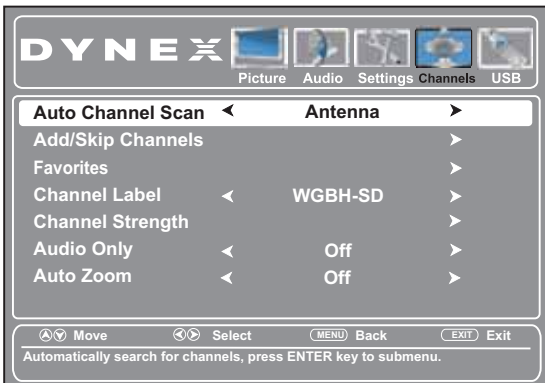 DYNEX
Picture Audio Settings Channels USB
Auto Channel Scan Antenna
Add/Skip Channels
Favorites
Channel Label WGBH-SD
Channel Strength
Audio Only Off
Auto Zoom Off
Move Select MENU Back EXIT Exit
Automatically search for channels, press ENTER key to submenu.